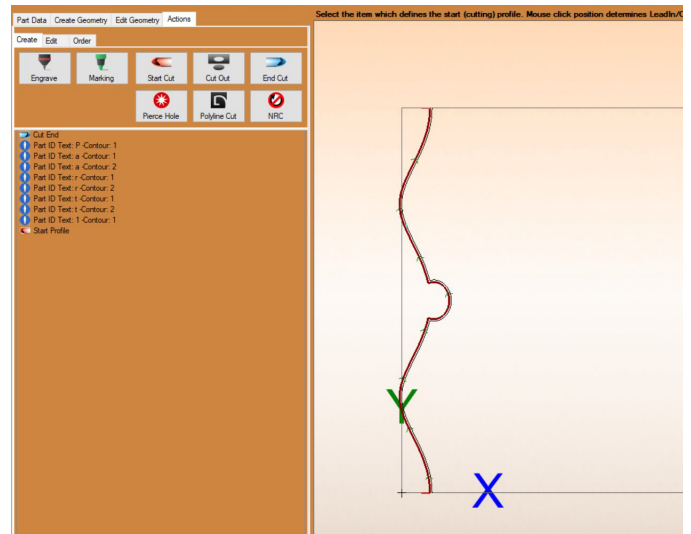 Part Data Create Geometry Edit Geometry Actions
Select the item which defines the start (cutting) profile. Mouse click position determines LeadIn/
Create Edit Order
Engrave Marking Start Cut Cut Out End Cut
Pierce Hole Polyline Cut NRC
Cut End
Part ID Text: P -Contour: 1
Part ID Text: a -Contour: 1
Part ID Text: a -Contour: 2
Part ID Text: r -Contour: 1
Part ID Text: r -Contour: 2
Part ID Text: t -Contour: 1
Part ID Text: t -Contour: 2
Part ID Text: 1 -Contour: 1
Start Profile
Y
X